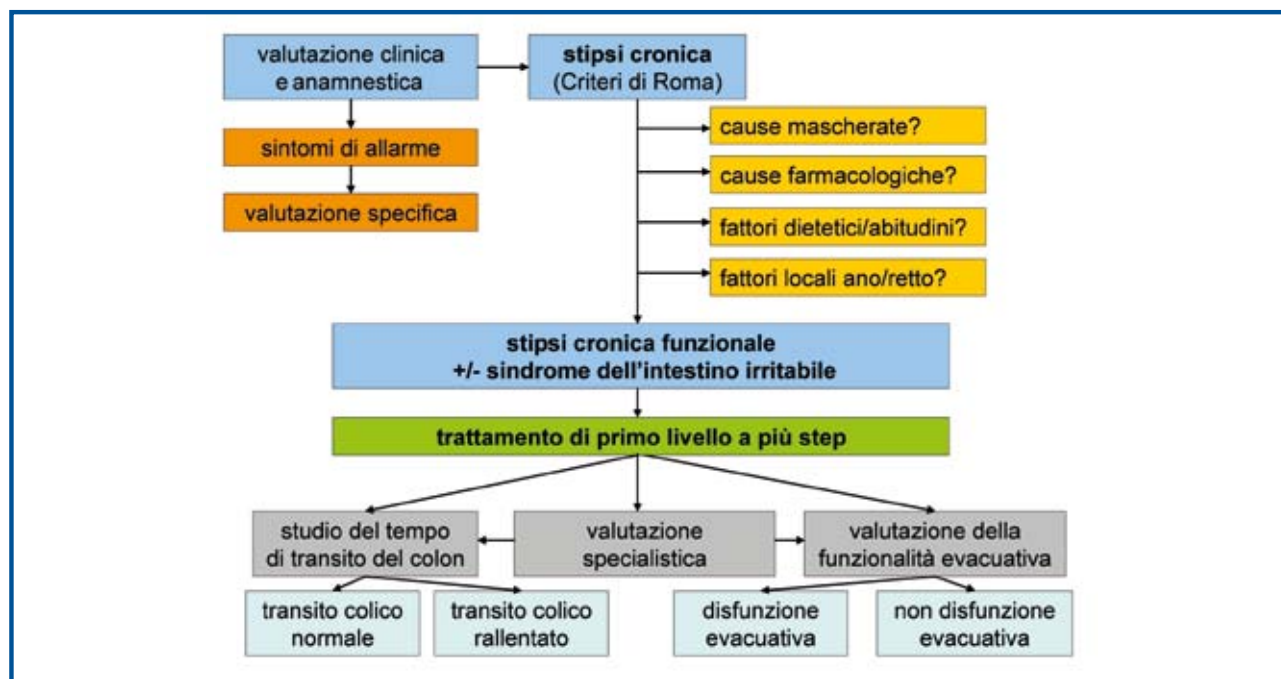 valutazione clinica
e anamnestica
stipsi cronica
(Criteri di Roma)
sintomi di allarme
valutazione specifica
cause mascherate?
cause farmacologiche?
fattori dietetici/abitudini?
fattori locali ano/retto?
stipsi cronica funzionale
+/- sindrome dell'intestino irritabile
trattamento di primo livello a più step
studio del tempo
di transito del colon
valutazione
specialistica
valutazione della
funzionalità evacuativa
transito colico
normale
transito colico
rallentato
disfunzione
evacuativa
non disfunzione
evacuativa